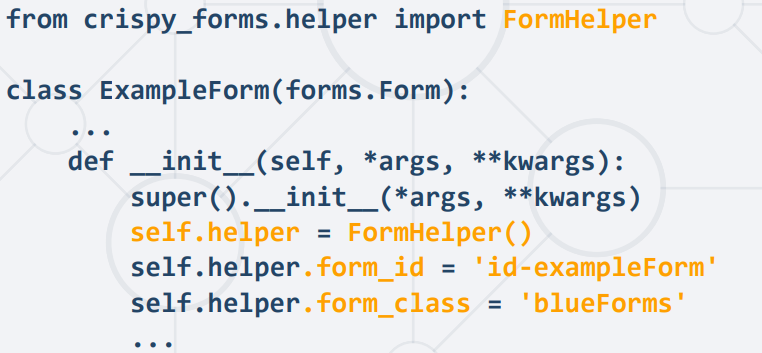 from crispy_forms.helper import FormHelper
class ExampleForm(forms.Form):
    ...
    def __init__(self, *args, **kwargs):
        super().__init__(*args, **kwargs)
        self.helper = FormHelper()
        self.helper.form_id = 'id-exampleForm'
        self.helper.form_class = 'blueForms'
        ...